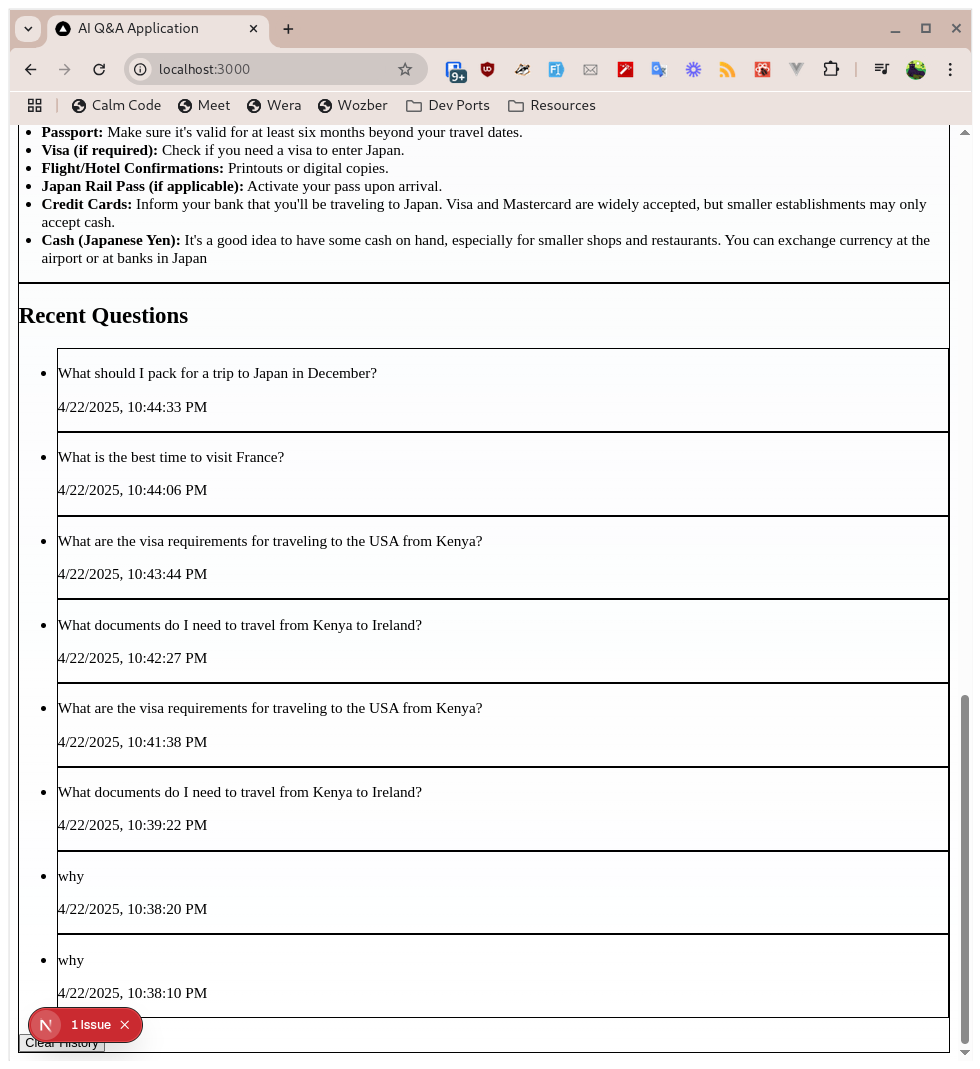 AI Q&A Application
localhost:3000
9+
Calm Code
Meet
Wera
Wozber
Dev Ports
Resources
Passport: Make sure it's valid for at least six months beyond your travel dates.
Visa (if required): Check if you need a visa to enter Japan.
Flight/Hotel Confirmations: Printouts or digital copies.
Japan Rail Pass (if applicable): Activate your pass upon arrival.
Credit Cards: Inform your bank that you'll be traveling to Japan. Visa and Mastercard are widely accepted, but smaller establishments may only
accept cash.
Cash (Japanese Yen): It's a good idea to have some cash on hand, especially for smaller shops and restaurants. You can exchange currency at the
airport or at banks in Japan
Recent Questions
What should I pack for a trip to Japan in December?
4/22/2025, 10:44:33 PM
What is the best time to visit France?
4/22/2025, 10:44:06 PM
What are the visa requirements for traveling to the USA from Kenya?
4/22/2025, 10:43:44 PM
What documents do I need to travel from Kenya to Ireland?
4/22/2025, 10:42:27 PM
What are the visa requirements for traveling to the USA from Kenya?
4/22/2025, 10:41:38 PM
What documents do I need to travel from Kenya to Ireland?
4/22/2025, 10:39:22 PM
why
4/22/2025, 10:38:20 PM
why
4/22/2025, 10:38:10 PM
N 1 Issue
Clear History